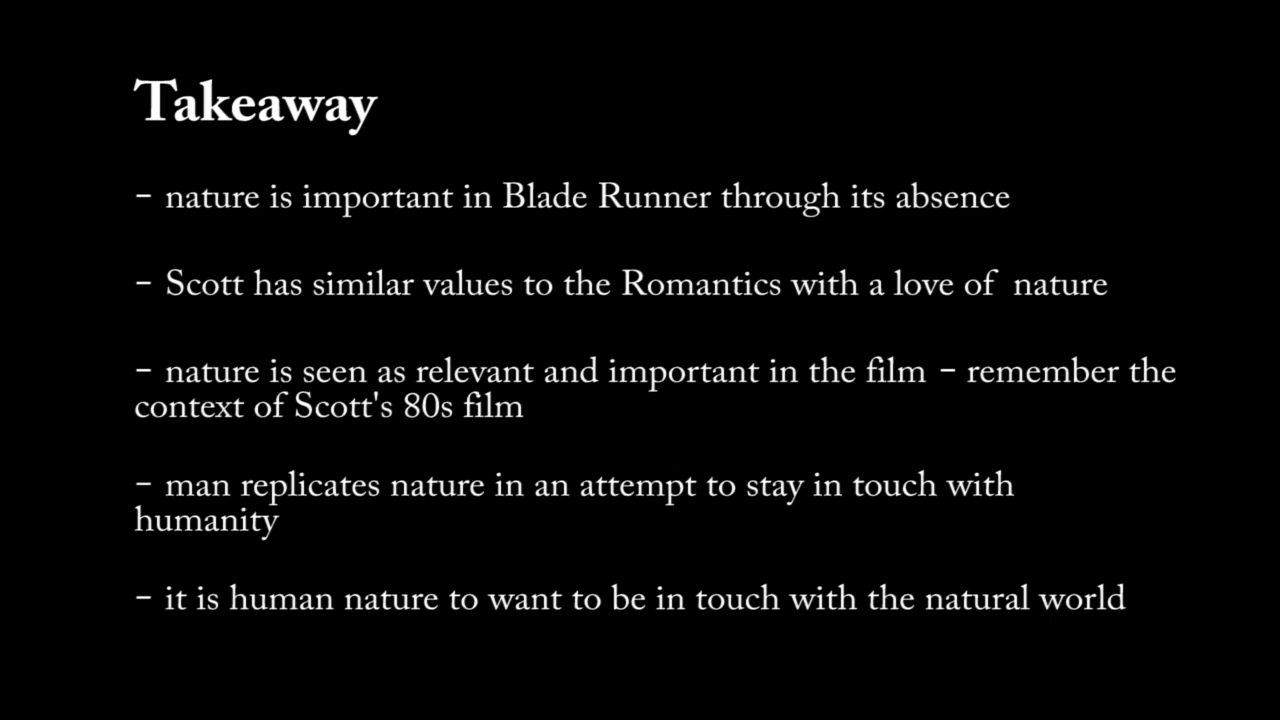 Takeaway
- nature is important in Blade Runner through its absence
- Scott has similar values to the Romantics with a love of  nature
- nature is seen as relevant and important in the film - remember the
context of Scott's 80s film
- man replicates nature in an attempt to stay in touch with
humanity
- it is human nature to want to be in touch with the natural world